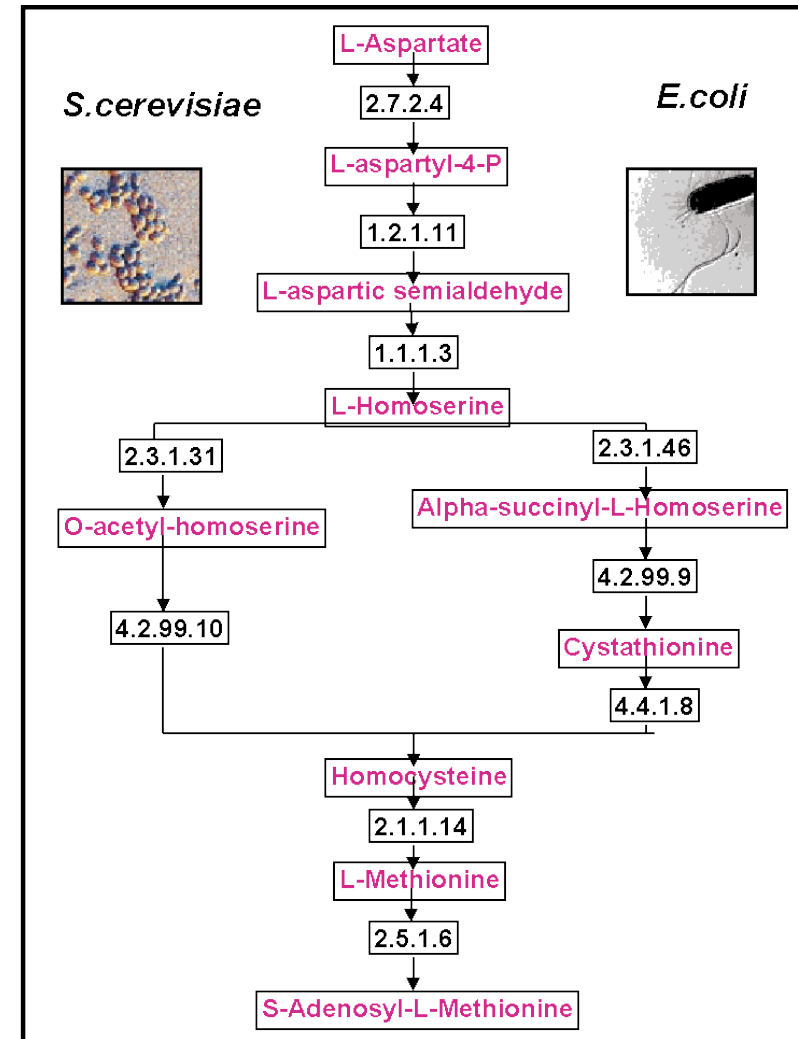 L-Aspartate
S.cerevisiae
E.coli
2.7.2.4
L-aspartyl-4-P
1.2.1.11
L-aspartic semialdehyde
1.1.1.3
L-Homoserine
2.3.1.31
2.3.1.46
O-acetyl-homoserine
Alpha-succinyl-L-Homoserine
4.2.99.9
4.2.99.10
Cystathionine
4.4.1.8
Homocysteine
2.1.1.14
L-Methionine
2.5.1.6
S-Adenosyl-L-Methionine